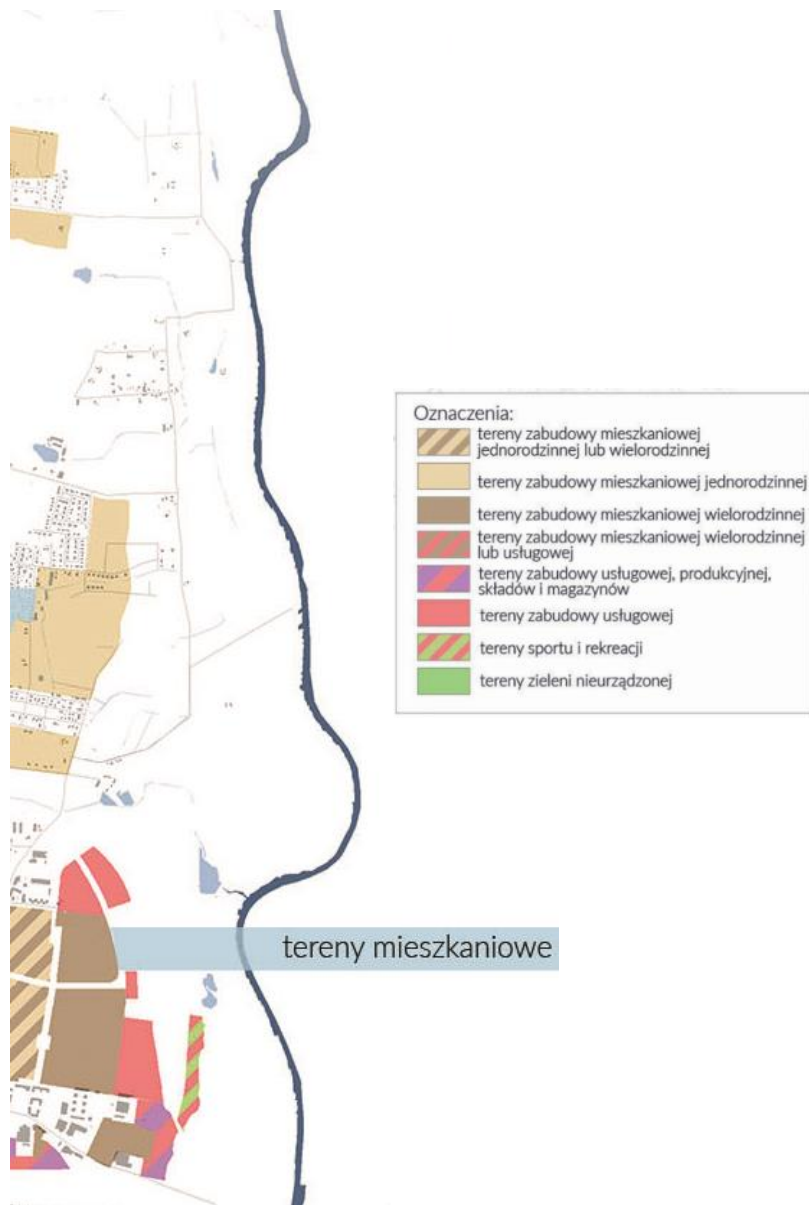 Oznaczenia:
tereny zabudowy mieszkaniowej
jednorodzinnej lub wielorodzinnej
tereny zabudowy mieszkaniowej jednorodzinnej
tereny zabudowy mieszkaniowej wielorodzinnej
tereny zabudowy mieszkaniowej wielorodzinnej
lub usługowej
tereny zabudowy usługowej, produkcyjnej,
składów i magazynów
tereny zabudowy usługowej
tereny sportu i rekreacji
tereny zieleni nieurządzonej
tereny mieszkaniowe